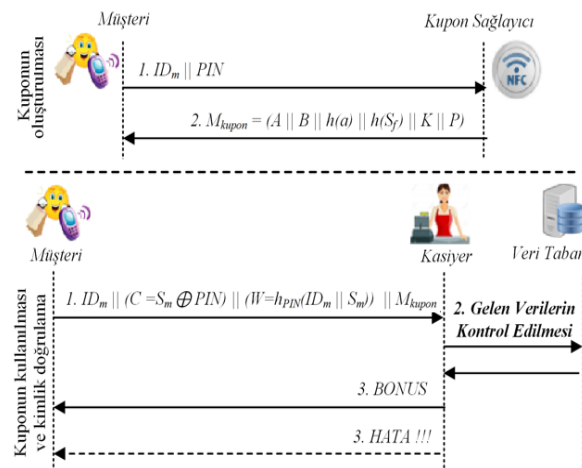 Müşteri
Kupon Sağlayıcı
Kuponun
oluşturulması
1. IDm || PIN
NFC
2. Mkupon = (A || B || h(a) || h(Sf) || K || P)
Müşteri
Kasiyer
Veri Taban
Kuponun kullanılması
ve kimlik doğrulama
1. IDm || (C =Sm ⨁ PIN) || (W=hPIN(IDm || Sm)) || Mkupon
2. Gelen Verilerin
Kontrol Edilmesi
3. BONUS
3. HATA !!!